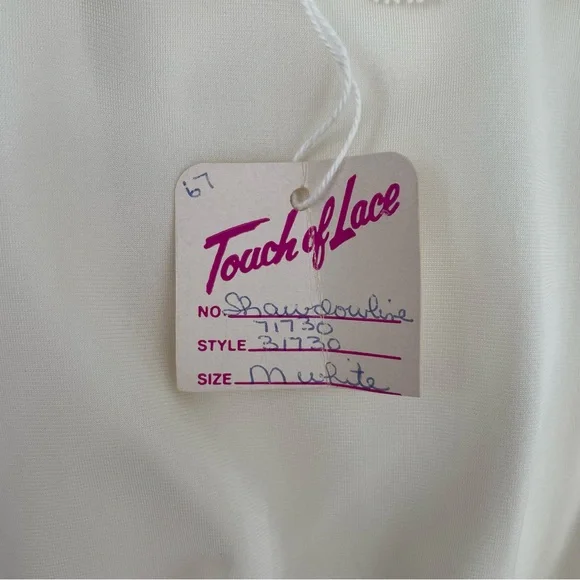 67
Touch of Lace
NO. Shawdowline
71730
STYLE 31730
SIZE M white